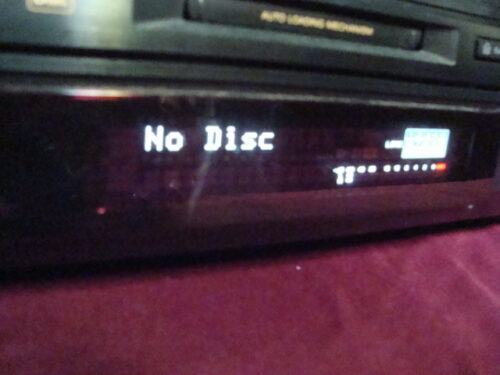 AUTO LOADING MECHANISM
No Disc